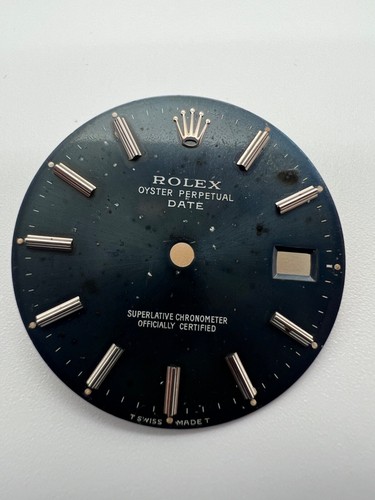 ROLEX
OYSTER PERPETUAL
DATE
SUPERLATIVE CHRONOMETER
OFFICIALLY CERTIFIED
T SWISS MADE T